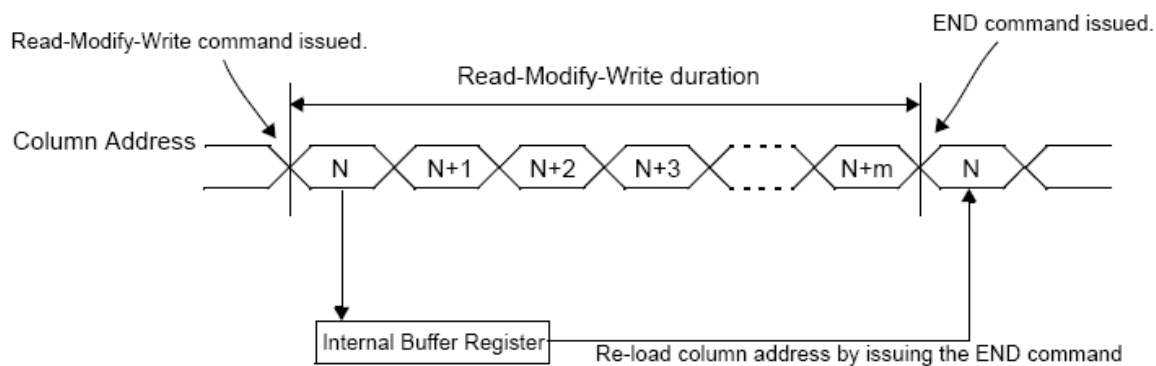 END command issued.
Read-Modify-Write command issued.
Read-Modify-Write duration
Column Address
N
N+1
N+2
N+3
N+m
N
Internal Buffer Register
Re-load column address by issuing the END command